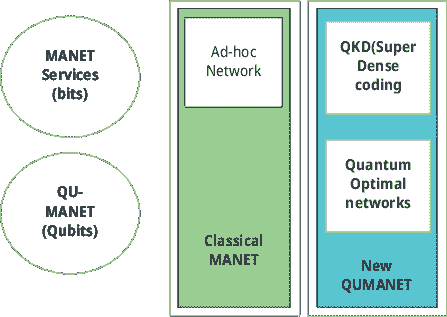 MANET
Services
(bits)
QU-
MANET
(Qubits)
Ad-hoc
Network
Classical
MANET
QKD(Super
Dense
coding
Quantum
Optimal
networks
New
QUMANET